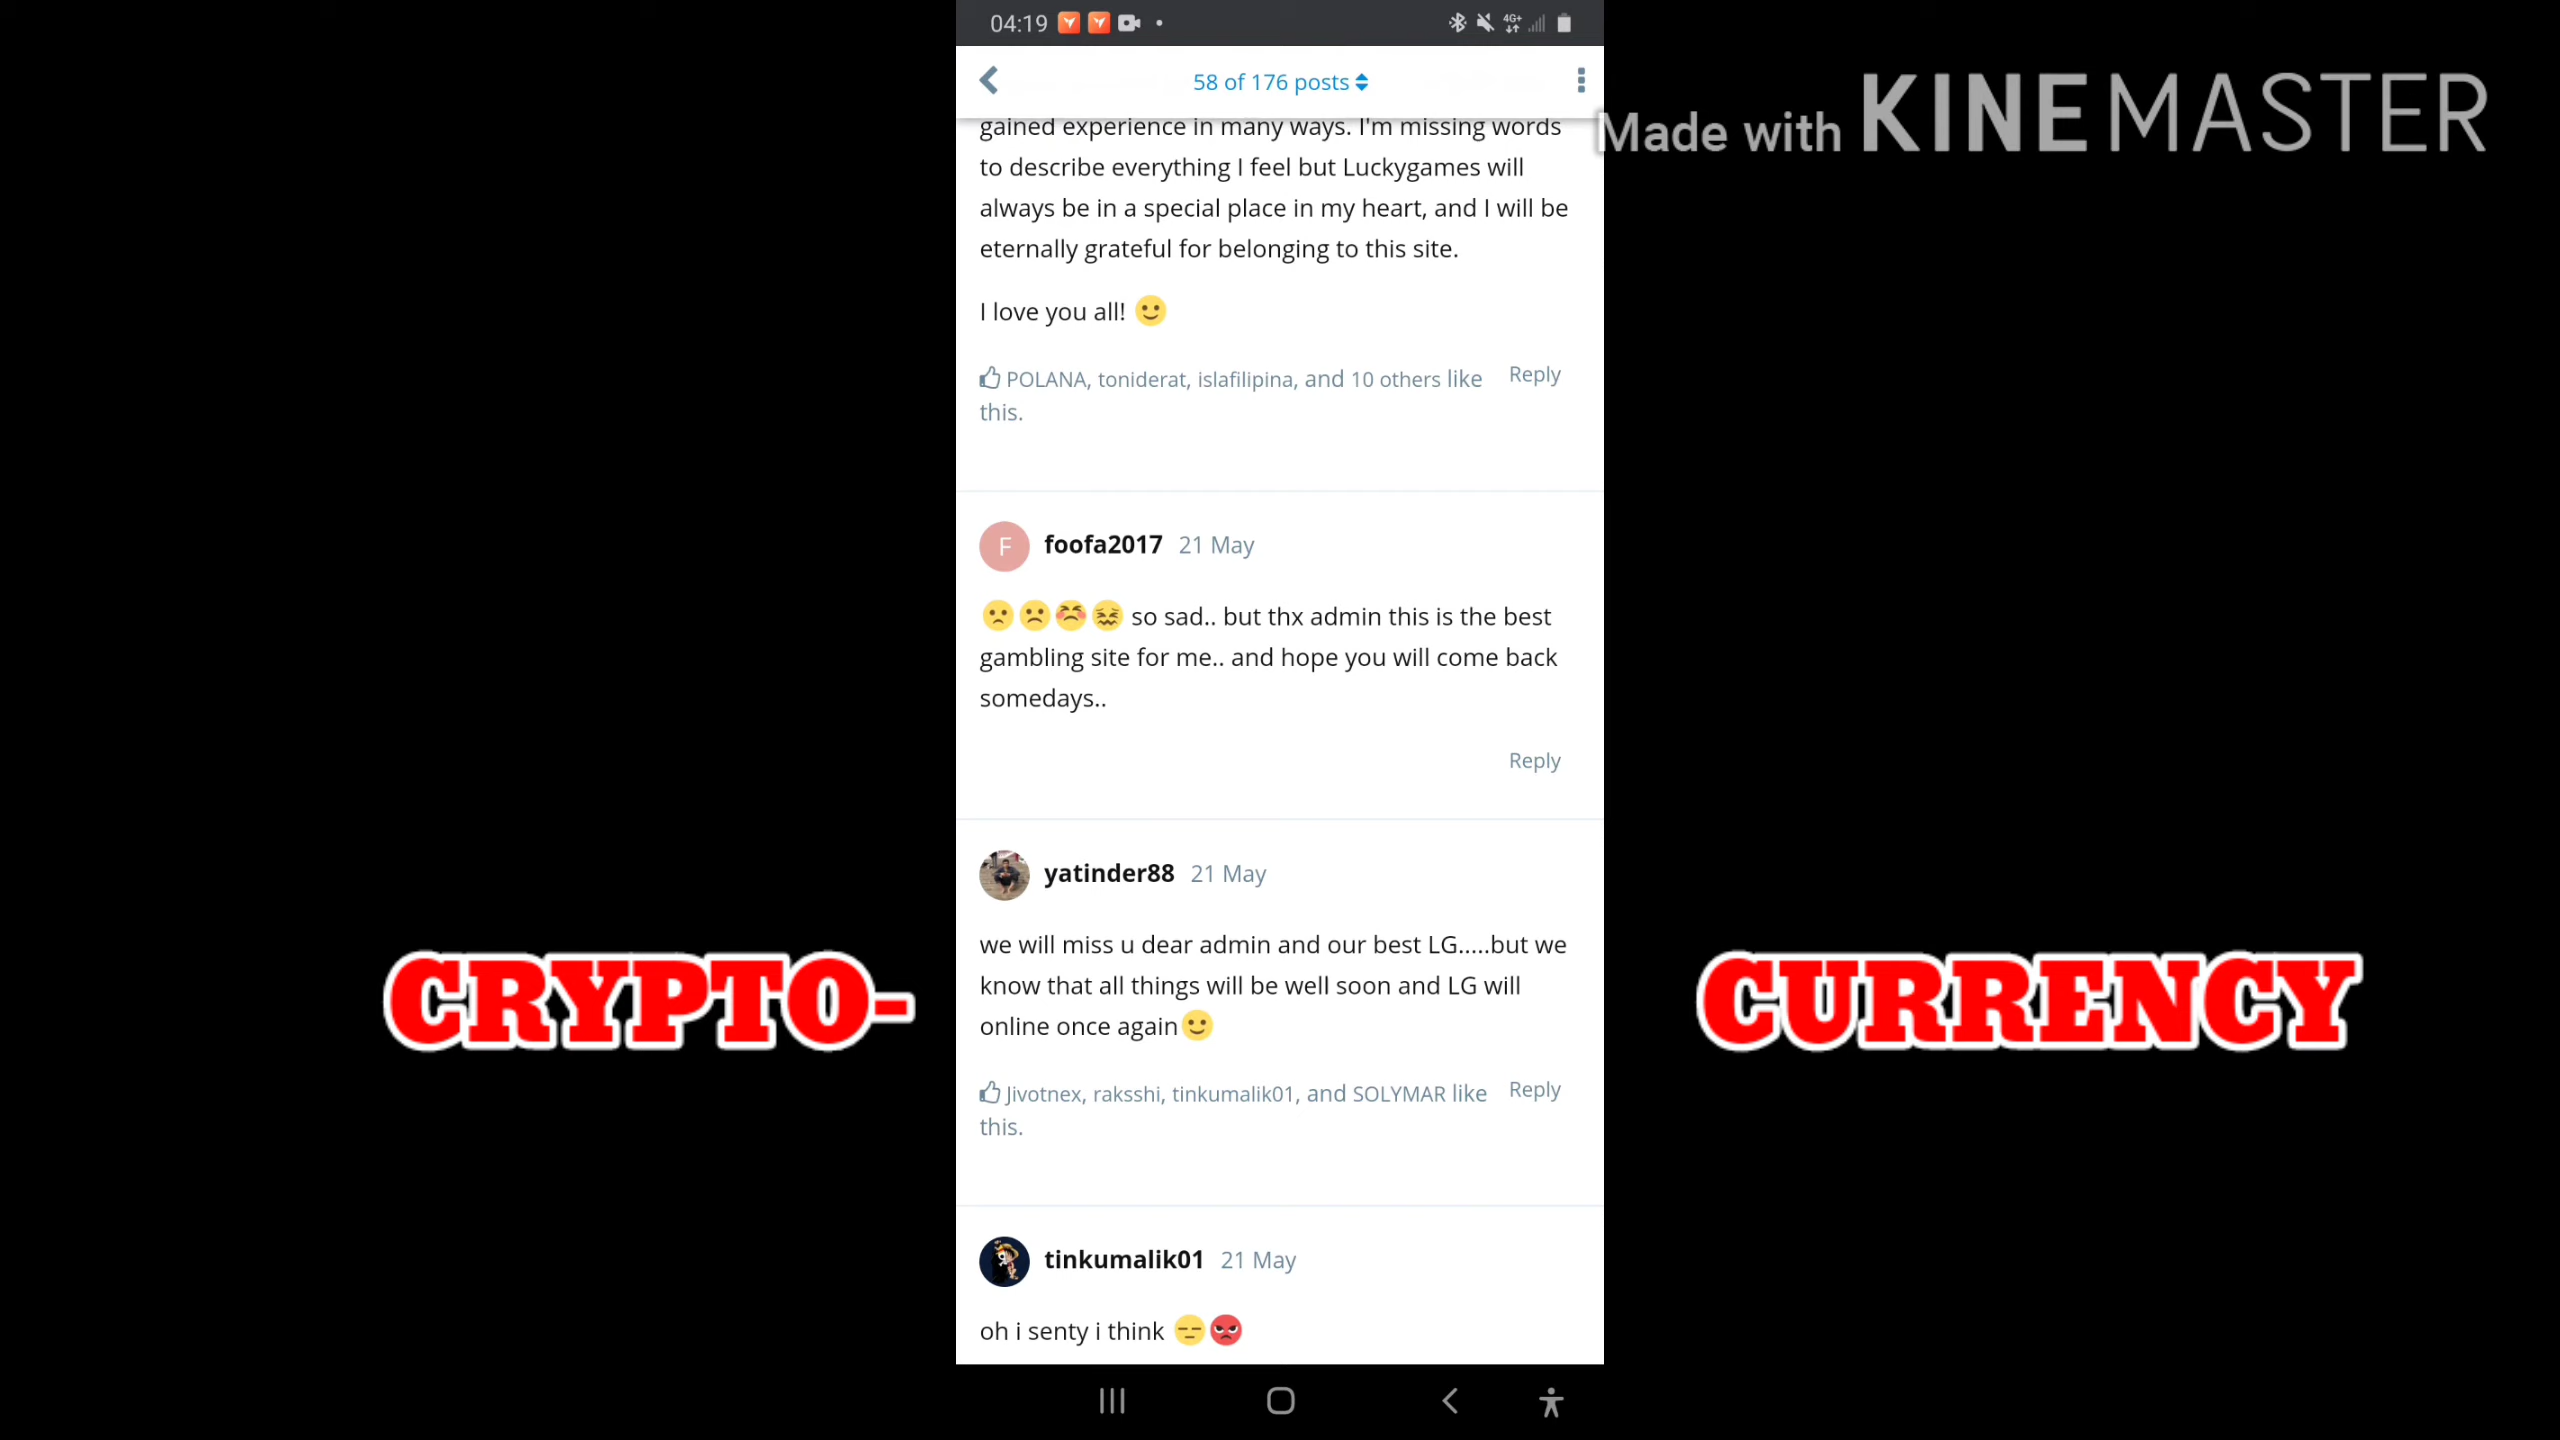 04:19
4G+
58 of 176 posts
Made with KINEMASTER
gained experience in many ways. I'm missing words
to describe everything I feel but Luckygames will
always be in a special place in my heart, and I will be
eternally grateful for belonging to this site.
I love you all! 🙂
POLANA, toniderat, islafilipina, and 10 others like
this.
Reply
F
foofa2017 21 May
so sad.. but thx admin this is the best
gambling site for me.. and hope you will come back
somedays..
Reply
yatinder88 21 May
we will miss u dear admin and our best LG.....but we
know that all things will be well soon and LG will
online once again🙂
Jivotnex, raksshi, tinkumalik01, and SOLYMAR like
this.
Reply
CRYPTO-
CURRENCY
tinkumalik01 21 May
oh i senty i think 😑😡